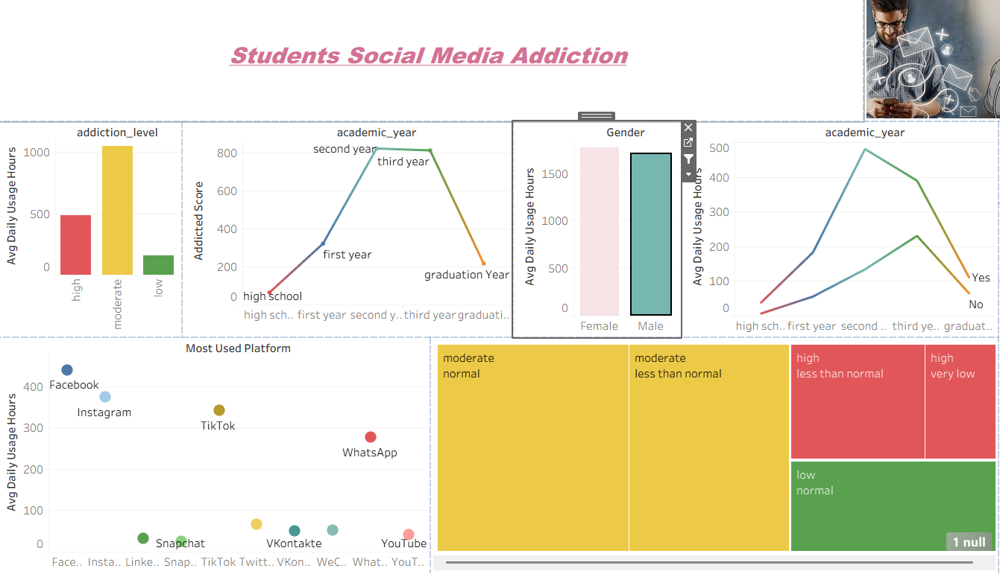 Students Social Media Addiction
addiction_level
Avg Daily Usage Hours
1000
500
0
high
moderate
low
academic_year
Addicted Score
800
600
400
200
0
second year
third year
first year
graduation Year
high school
high sch.. first year second y.. third year graduati..
Gender
Avg Daily Usage Hours
1500
1000
500
0
Female Male
academic_year
Avg Daily Usage Hours
500
400
300
200
100
0
Yes
No
high sch.. first year second .. third ye.. graduat..
Most Used Platform
Avg Daily Usage Hours
400
300
200
100
0
Facebook
Instagram
TikTok
WhatsApp
Snapchat
VKontakte
YouTube
Face.. Insta.. Linke.. Snap.. TikTok Twitt.. VKon.. WeC.. What.. YouT..
moderate
normal
moderate
less than normal
high
less than normal
high
very low
low
normal
1 null